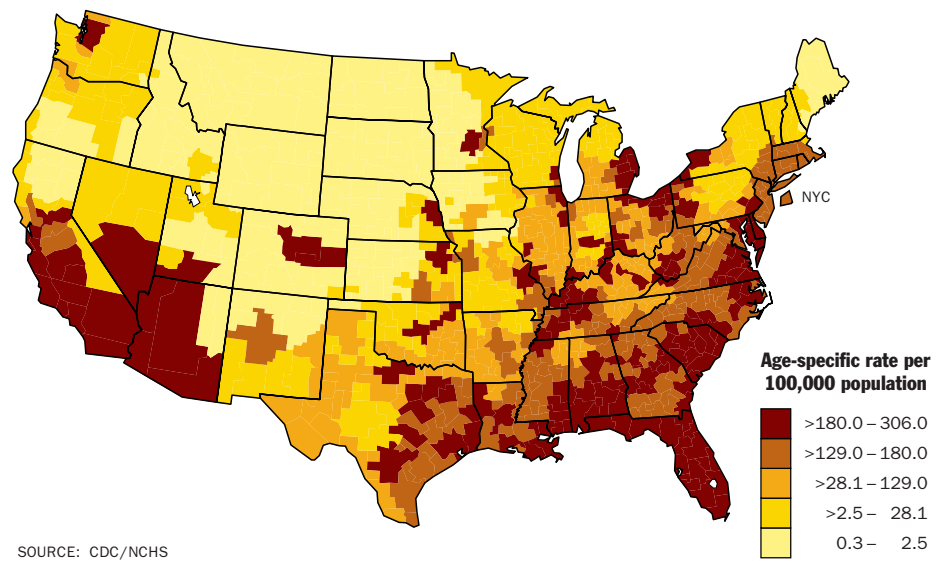 NYC
Age-specific rate per
100,000 population
>180.0 – 306.0
>129.0 – 180.0
>28.1 – 129.0
>2.5 – 28.1
0.3 – 2.5
SOURCE: CDC/NCHS